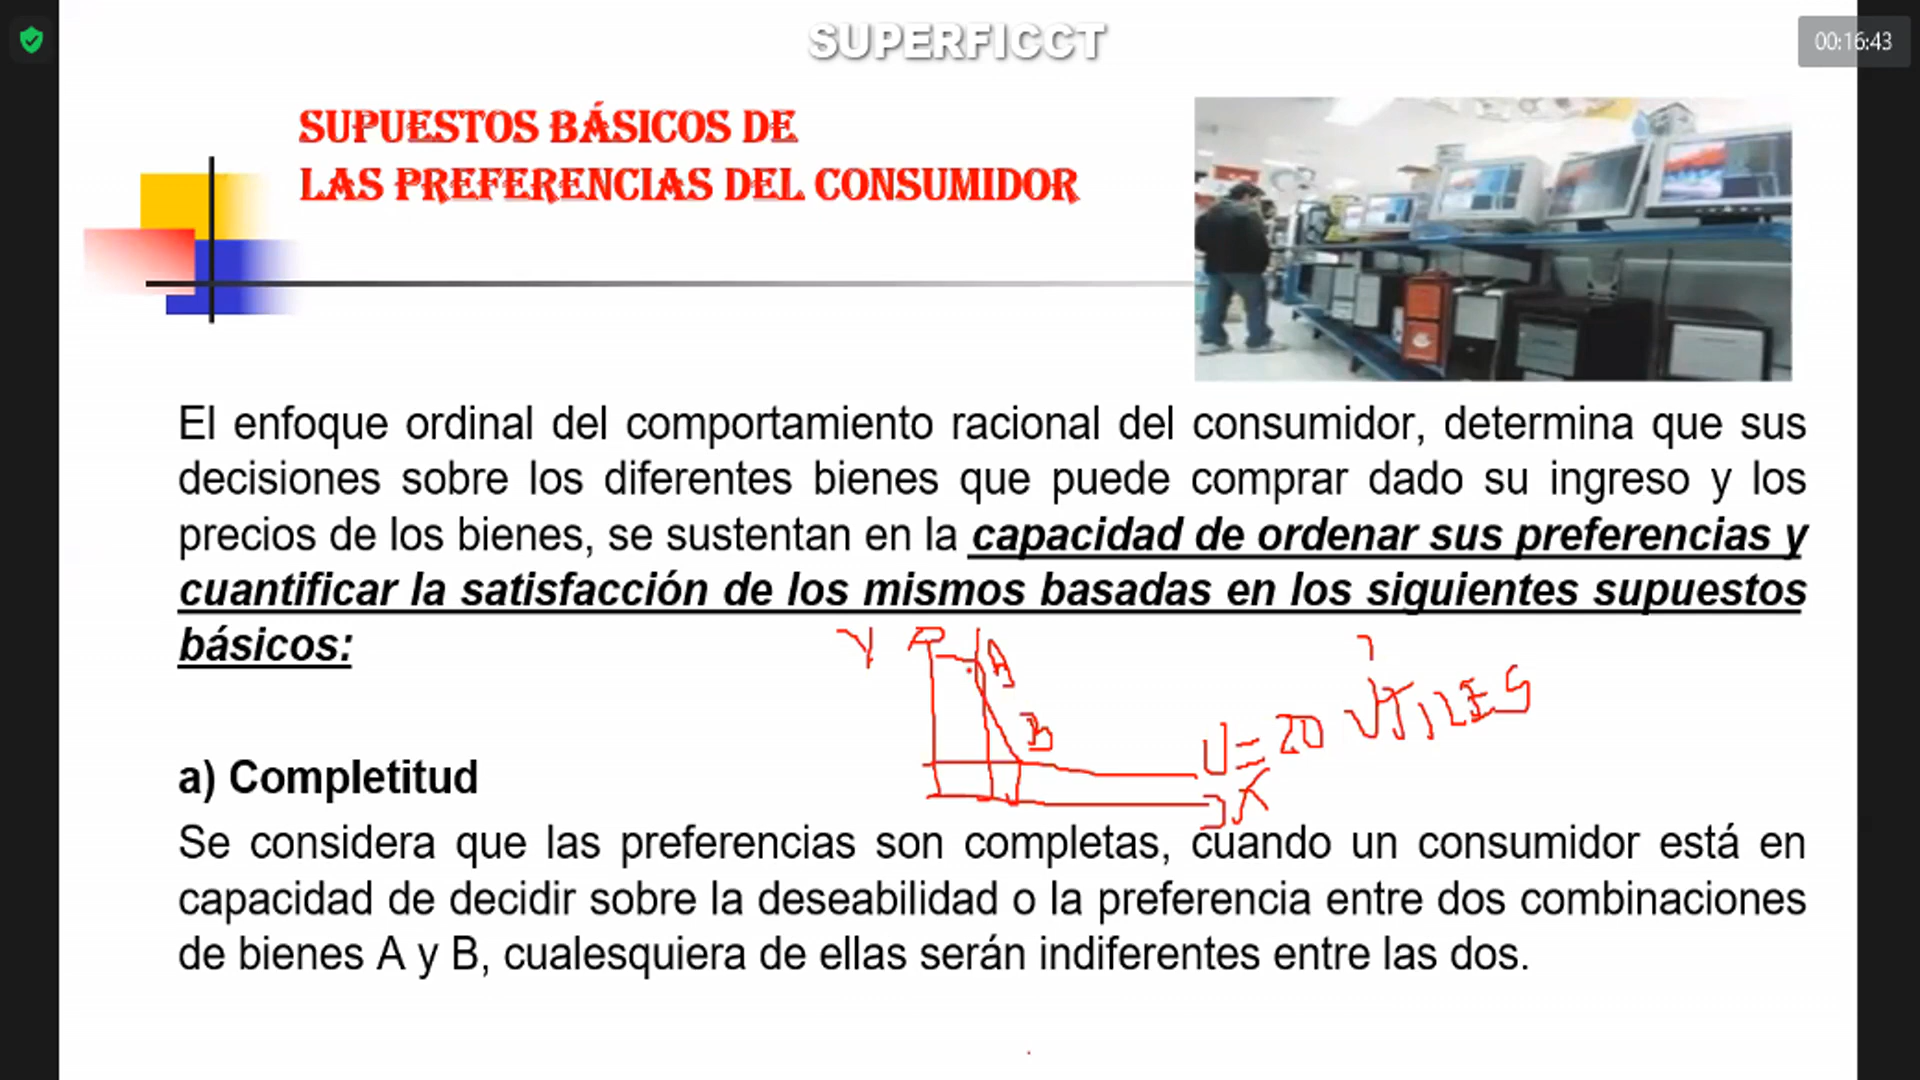 SUPERFICCT
00:16:43
SUPUESTOS BÁSICOS DE
LAS PREFERENCIAS DEL CONSUMIDOR
El enfoque ordinal del comportamiento racional del consumidor, determina que sus
decisiones sobre los diferentes bienes que puede comprar dado su ingreso y los
precios de los bienes, se sustentan en la capacidad de ordenar sus preferencias y
cuantificar la satisfacción de los mismos basadas en los siguientes supuestos
básicos:
Y
A
B
U = 20 UTILES
X
a) Completitud
Se considera que las preferencias son completas, cuando un consumidor está en
capacidad de decidir sobre la deseabilidad o la preferencia entre dos combinaciones
de bienes A y B, cualesquiera de ellas serán indiferentes entre las dos.